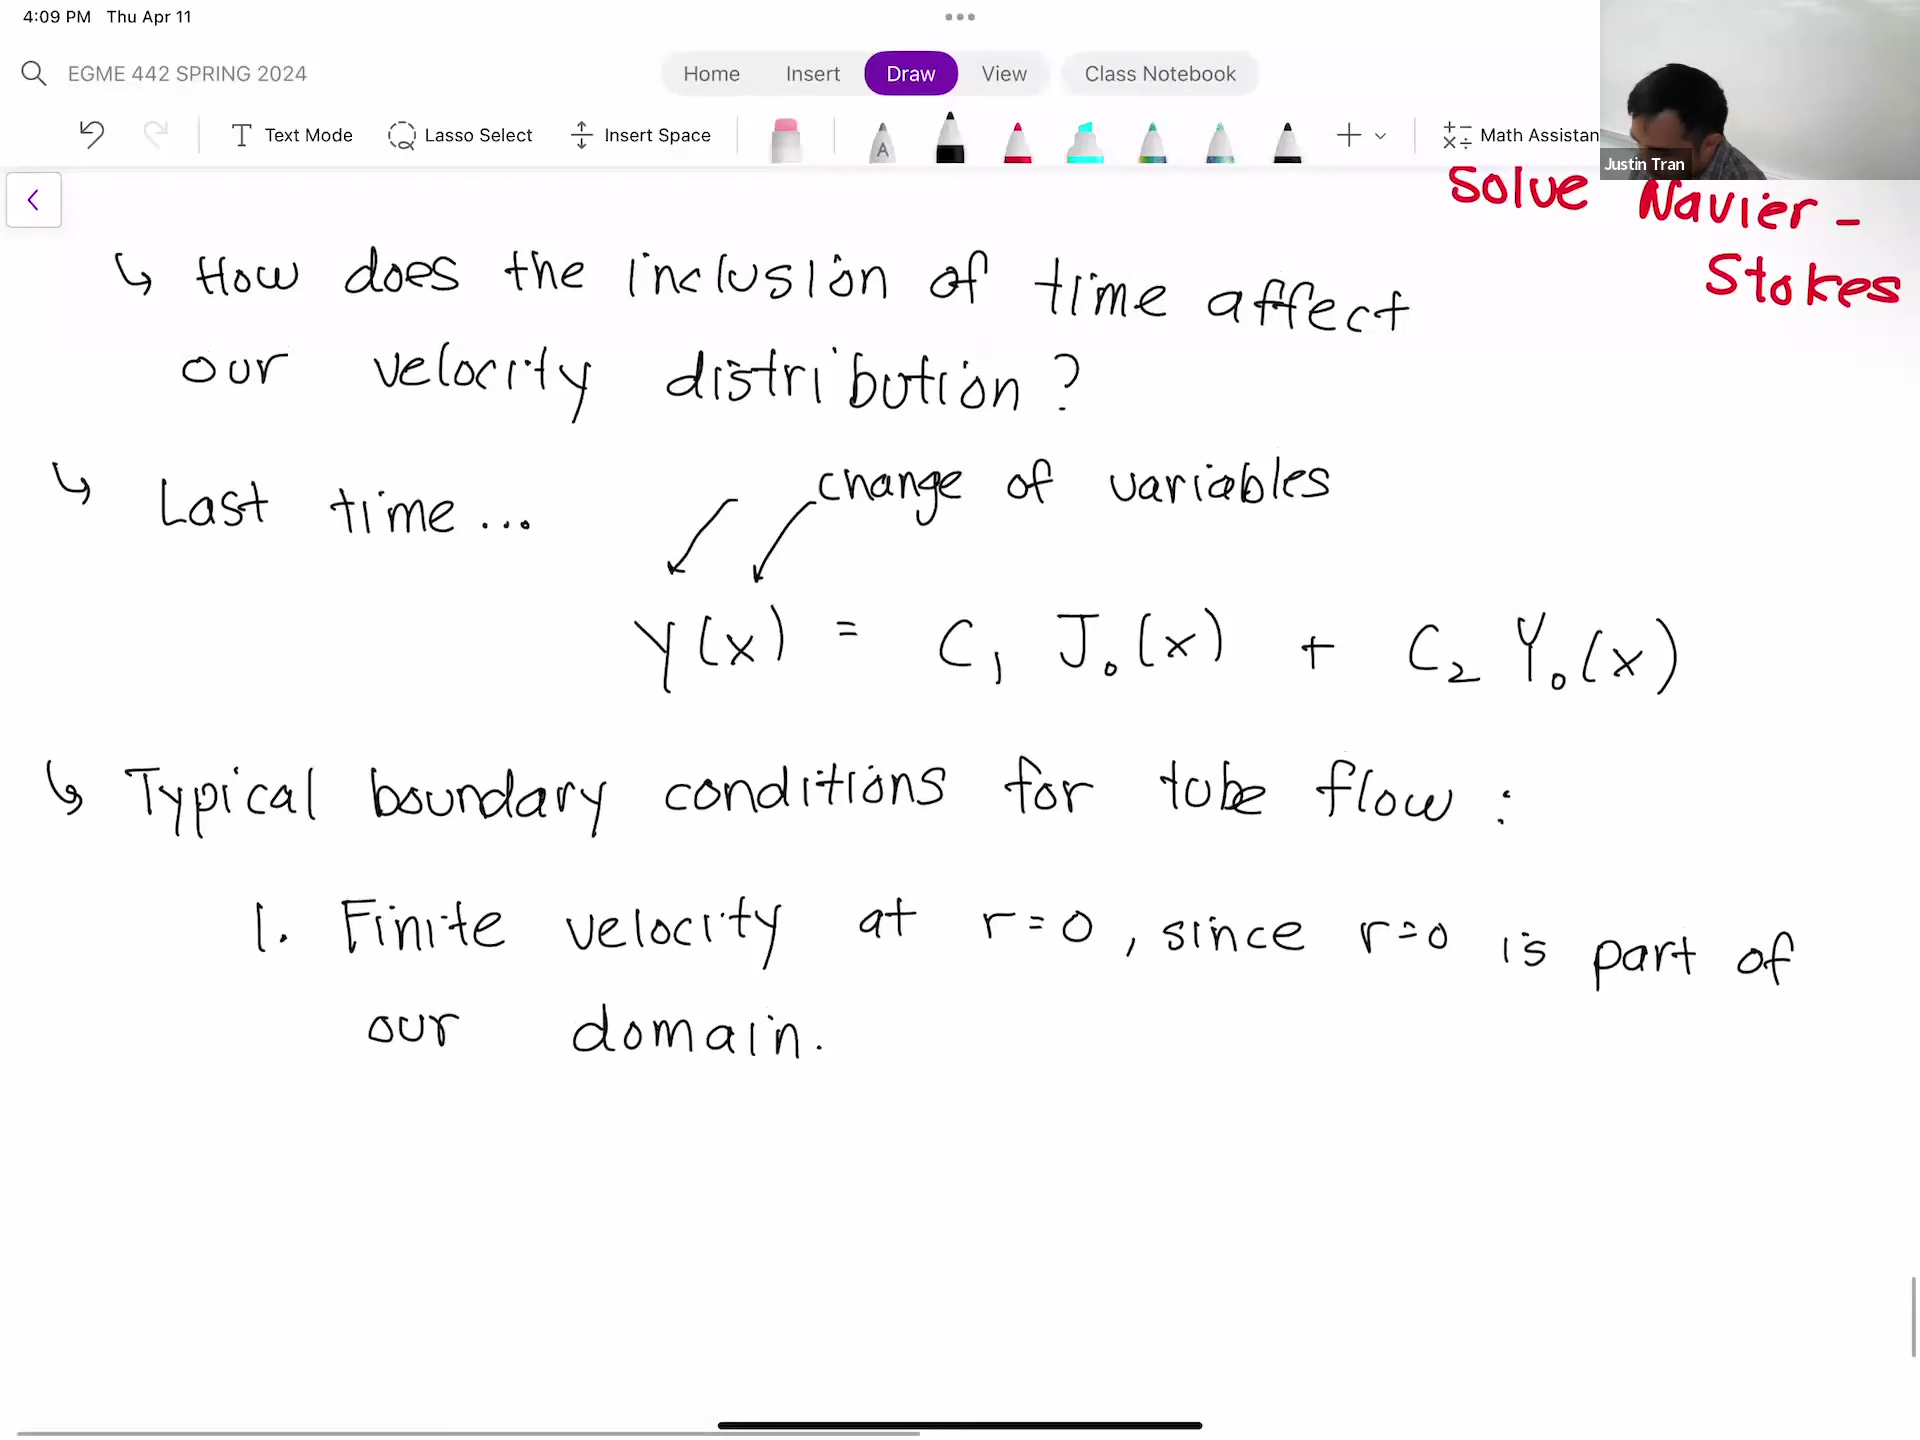 4:09 PM Thu Apr 11
EGME 442 SPRING 2024
Home Insert Draw View Class Notebook
Text Mode Lasso Select Insert Space A Math Assistan
Justin Tran
Solve Navier -
Stokes
↳ How does the inclusion of time affect
our velocity distribution ?
↳ Last time ...
change of variables
y(x) = C₁ J₀(x) + C₂ Y₀(x)
↳ Typical boundary conditions for tube flow :
1. Finite velocity at r=0 , since r=0 is part of
our domain.